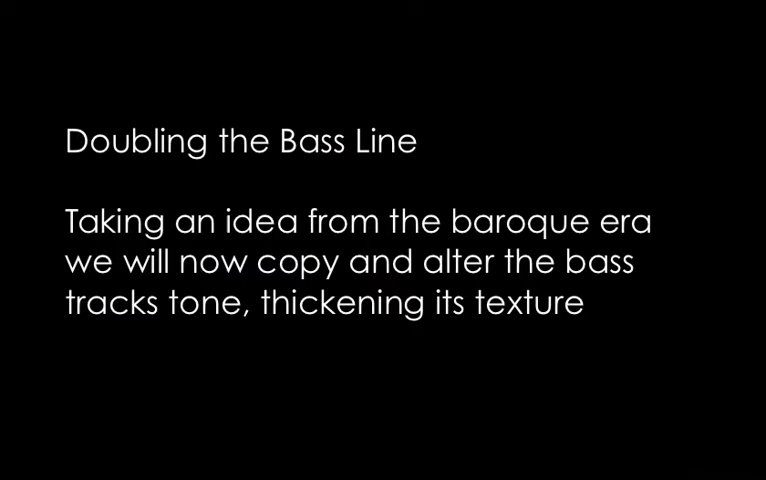 Doubling the Bass Line
Taking an idea from the baroque era
we will now copy and alter the bass
tracks tone, thickening its texture